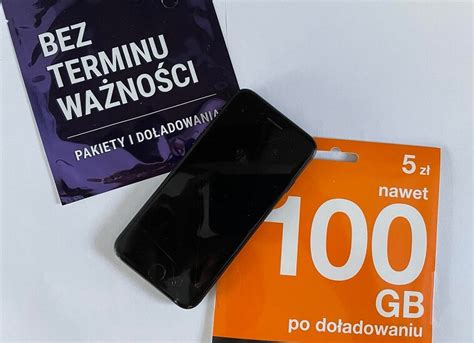 BEZ
TERMINU
WAŻNOŚCI
PAKIETY I DOŁADOWANIA
5 zł
nawet
100
GB
po doładowaniu